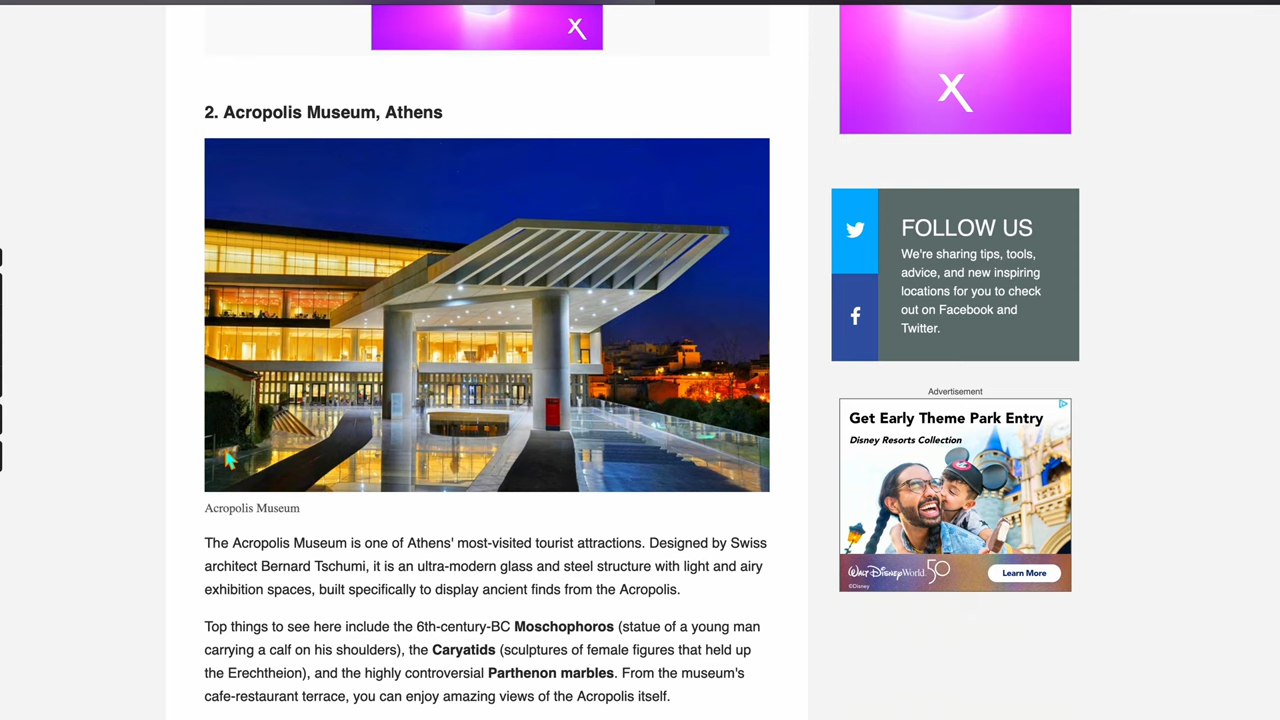 2. Acropolis Museum, Athens
Acropolis Museum
The Acropolis Museum is one of Athens' most-visited tourist attractions. Designed by Swiss
architect Bernard Tschumi, it is an ultra-modern glass and steel structure with light and airy
exhibition spaces, built specifically to display ancient finds from the Acropolis.
Top things to see here include the 6th-century-BC Moschophoros (statue of a young man
carrying a calf on his shoulders), the Caryatids (sculptures of female figures that held up
the Erechtheion), and the highly controversial Parthenon marbles. From the museum's
cafe-restaurant terrace, you can enjoy amazing views of the Acropolis itself.
FOLLOW US
We're sharing tips, tools,
advice, and new inspiring
locations for you to check
out on Facebook and
Twitter.
Advertisement
Get Early Theme Park Entry
Disney Resorts Collection
Walt Disney World. 50
©Disney
Learn More